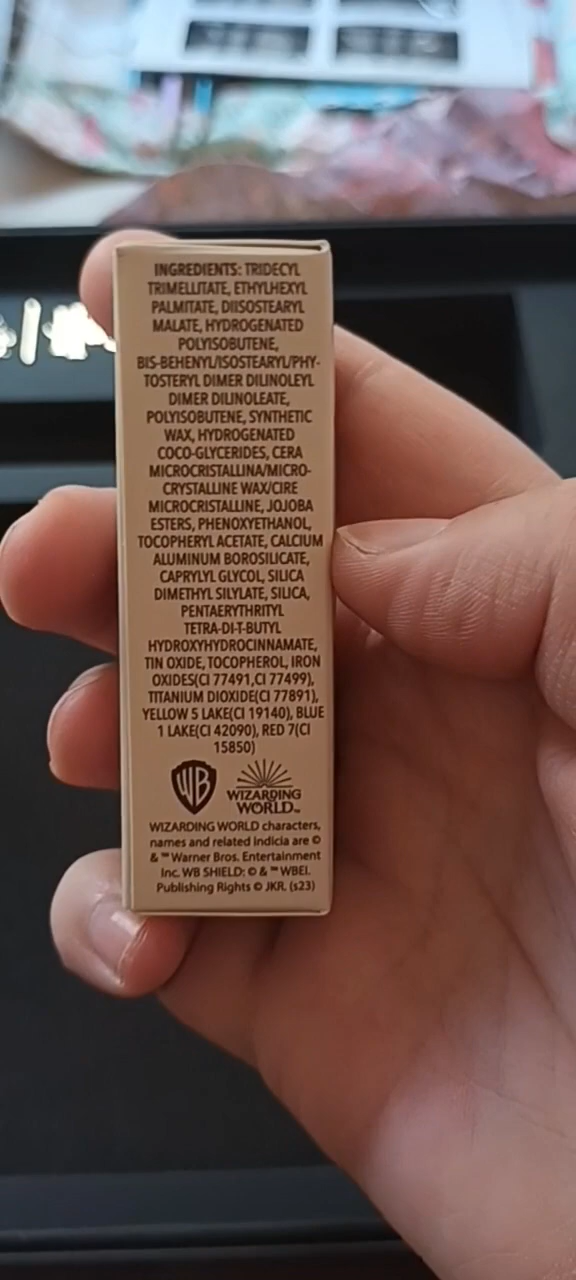 INGREDIENTS: TRIDECYL
TRIMELLITATE, ETHYLHEXYL
PALMITATE, DIISOSTEARYL
MALATE, HYDROGENATED
POLYISOBUTENE,
BIS-BEHENYL/ISOSTEARYL/PHY-
TOSTERYL DIMER DILINOLEYL
DIMER DILINOLEATE,
POLYISOBUTENE, SYNTHETIC
WAX, HYDROGENATED
COCO-GLYCERIDES, CERA
MICROCRISTALLINA/MICRO-
CRYSTALLINE WAX/CIRE
MICROCRISTALLINE, JOJOBA
ESTERS, PHENOXYETHANOL,
TOCOPHERYL ACETATE, CALCIUM
ALUMINUM BOROSILICATE,
CAPRYLYL GLYCOL, SILICA
DIMETHYL SILYLATE, SILICA,
PENTAERYTHRITYL
TETRA-DI-T-BUTYL
HYDROXYHYDROCINNAMATE,
TIN OXIDE, TOCOPHEROL, IRON
OXIDES(CI 77491,CI 77499),
TITANIUM DIOXIDE(CI 77891),
YELLOW 5 LAKE(CI 19140), BLUE
1 LAKE(CI 42090), RED 7(CI
15850)
WB
WIZARDING
WORLD™
WIZARDING WORLD characters,
names and related indicia are ©
& ™ Warner Bros. Entertainment
Inc. WB SHIELD: © & ™ WBEI.
Publishing Rights © JKR. (s23)